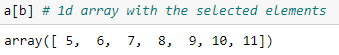 a[b] # 1d array with the selected elements
array([ 5,  6,  7,  8,  9, 10, 11])